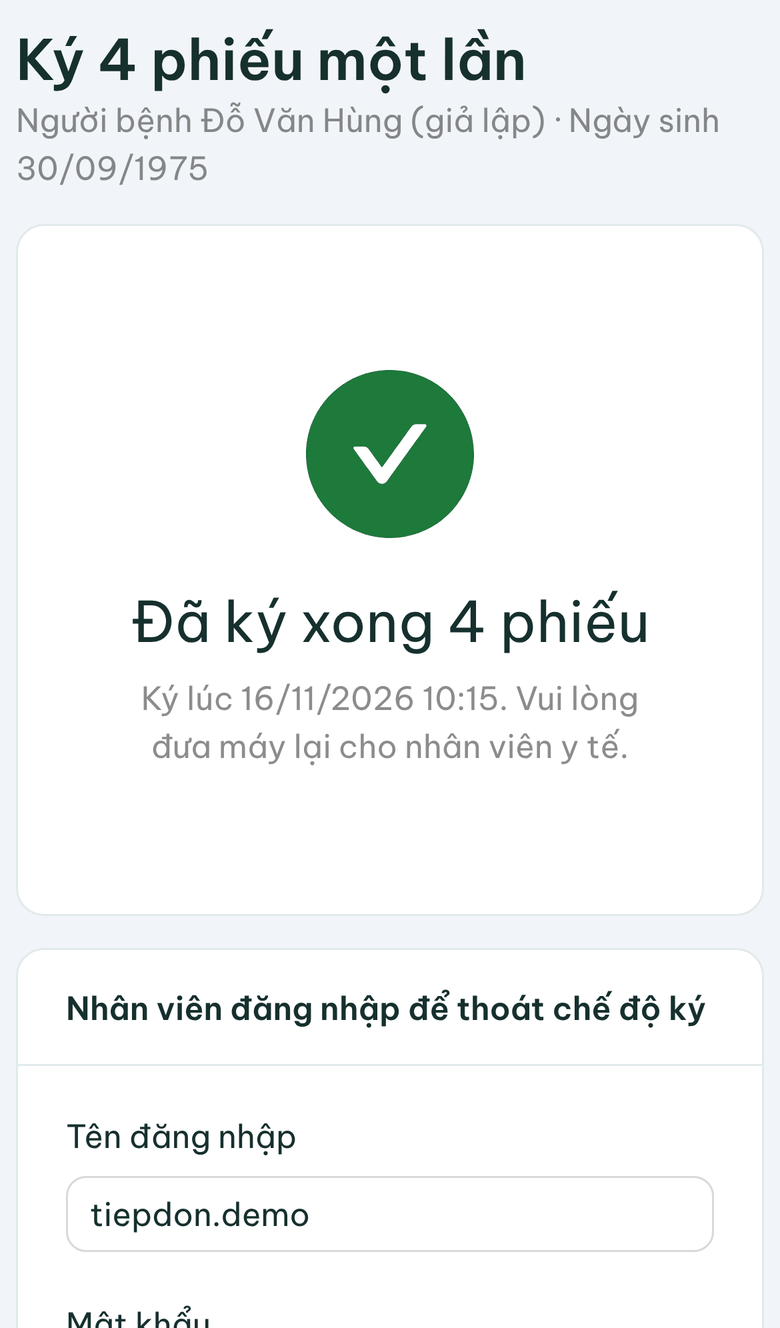 Ký 4 phiếu một lần
Người bệnh Đỗ Văn Hùng (giả lập) · Ngày sinh
30/09/1975
Đã ký xong 4 phiếu
Ký lúc 16/11/2026 10:15. Vui lòng
đưa máy lại cho nhân viên y tế.
Nhân viên đăng nhập để thoát chế độ ký
Tên đăng nhập
tiepdon.demo
Mật khẩu